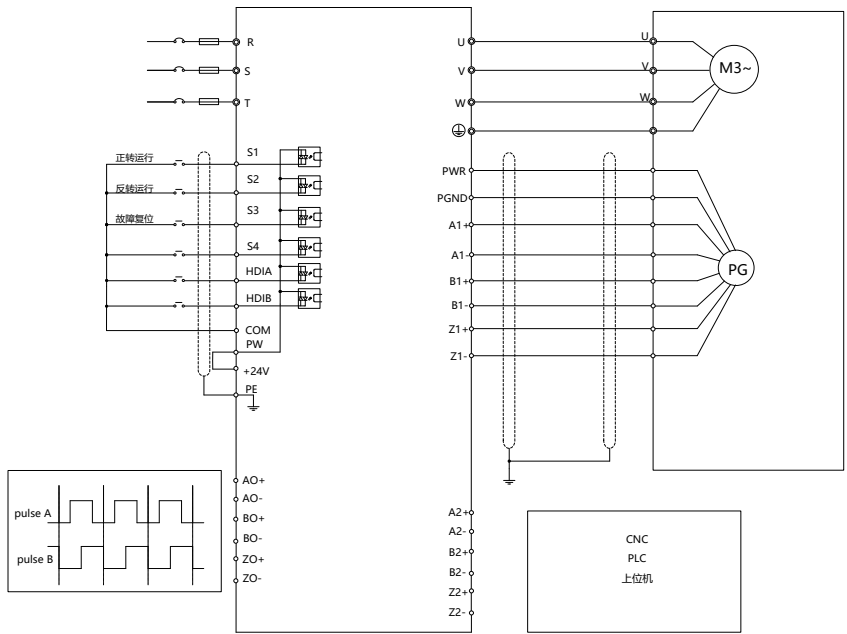 R
S
T
U
V
W
U
V
W
M3~
正转运行
反转运行
故障复位
S1
S2
S3
S4
HDIA
HDIB
COM
PW
+24V
PE
PWR
PGND
A1+
A1-
B1+
B1-
Z1+
Z1-
PG
pulse A
pulse B
AO+
AO-
BO+
BO-
ZO+
ZO-
A2+
A2-
B2+
B2-
Z2+
Z2-
CNC
PLC
上位机